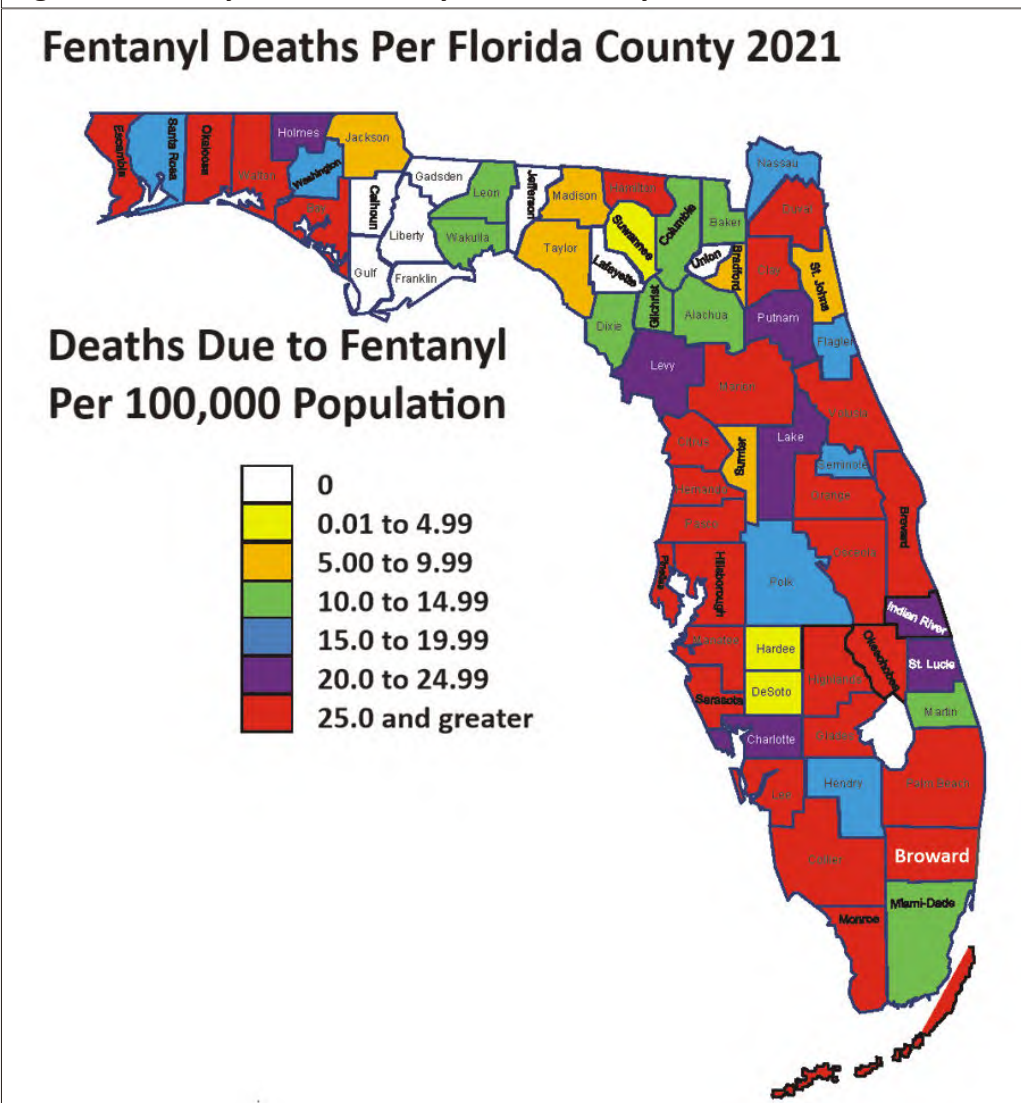 Fentanyl Deaths Per Florida County 2021
Escambia
Santa Rosa
Okaloosa
Walton
Holmes
Washington
Bay
Jackson
Calhoun
Gadsden
Liberty
Gulf
Franklin
Leon
Wakulla
Jefferson
Madison
Taylor
Hamilton
Suwannee
Lafayette
Columbia
Baker
Union
Bradford
Nassau
Duval
Clay
St. Johns
Dixie
Gilchrist
Alachua
Putnam
Flagler
Levy
Marion
Volusia
Deaths Due to Fentanyl
Per 100,000 Population
Citrus
Sumter
Lake
Seminole
Orange
Hernando
Pasco
Brevard
0
0.01 to 4.99
5.00 to 9.99
10.0 to 14.99
15.0 to 19.99
20.0 to 24.99
25.0 and greater
Pinellas
Hillsborough
Polk
Osceola
Indian River
Manatee
Hardee
Highlands
Okeechobee
St. Lucie
Sarasota
DeSoto
Martin
Charlotte
Glades
Lee
Hendry
Palm Beach
Collier
Broward
Monroe
Miami-Dade